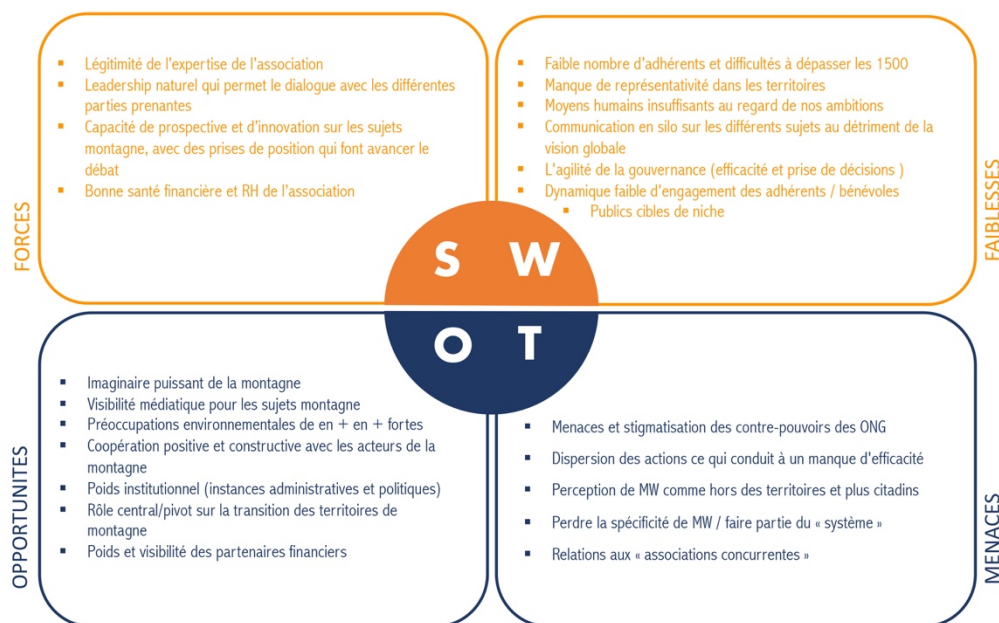 FORCES
▪ Légitimité de l'expertise de l'association
▪ Leadership naturel qui permet le dialogue avec les différentes
parties prenantes
▪ Capacité de prospective et d'innovation sur les sujets
montagne, avec des prises de position qui font avancer le
débat
▪ Bonne santé financière et RH de l'association
FAIBLESSES
▪ Faible nombre d'adhérents et difficultés à dépasser les 1500
▪ Manque de représentativité dans les territoires
▪ Moyens humains insuffisants au regard de nos ambitions
▪ Communication en silo sur les différents sujets au détriment de la
vision globale
▪ L'agilité de la gouvernance (efficacité et prise de décisions )
▪ Dynamique faible d'engagement des adhérents / bénévoles
▪ Publics cibles de niche
S W
O T
OPPORTUNITES
▪ Imaginaire puissant de la montagne
▪ Visibilité médiatique pour les sujets montagne
▪ Préoccupations environnementales de en + en + fortes
▪ Coopération positive et constructive avec les acteurs de la
montagne
▪ Poids institutionnel (instances administratives et politiques)
▪ Rôle central/pivot sur la transition des territoires de
montagne
▪ Poids et visibilité des partenaires financiers
MENACES
▪ Menaces et stigmatisation des contre-pouvoirs des ONG
▪ Dispersion des actions ce qui conduit à un manque d'efficacité
▪ Perception de MW comme hors des territoires et plus citadins
▪ Perdre la spécificité de MW / faire partie du « système »
▪ Relations aux « associations concurrentes »